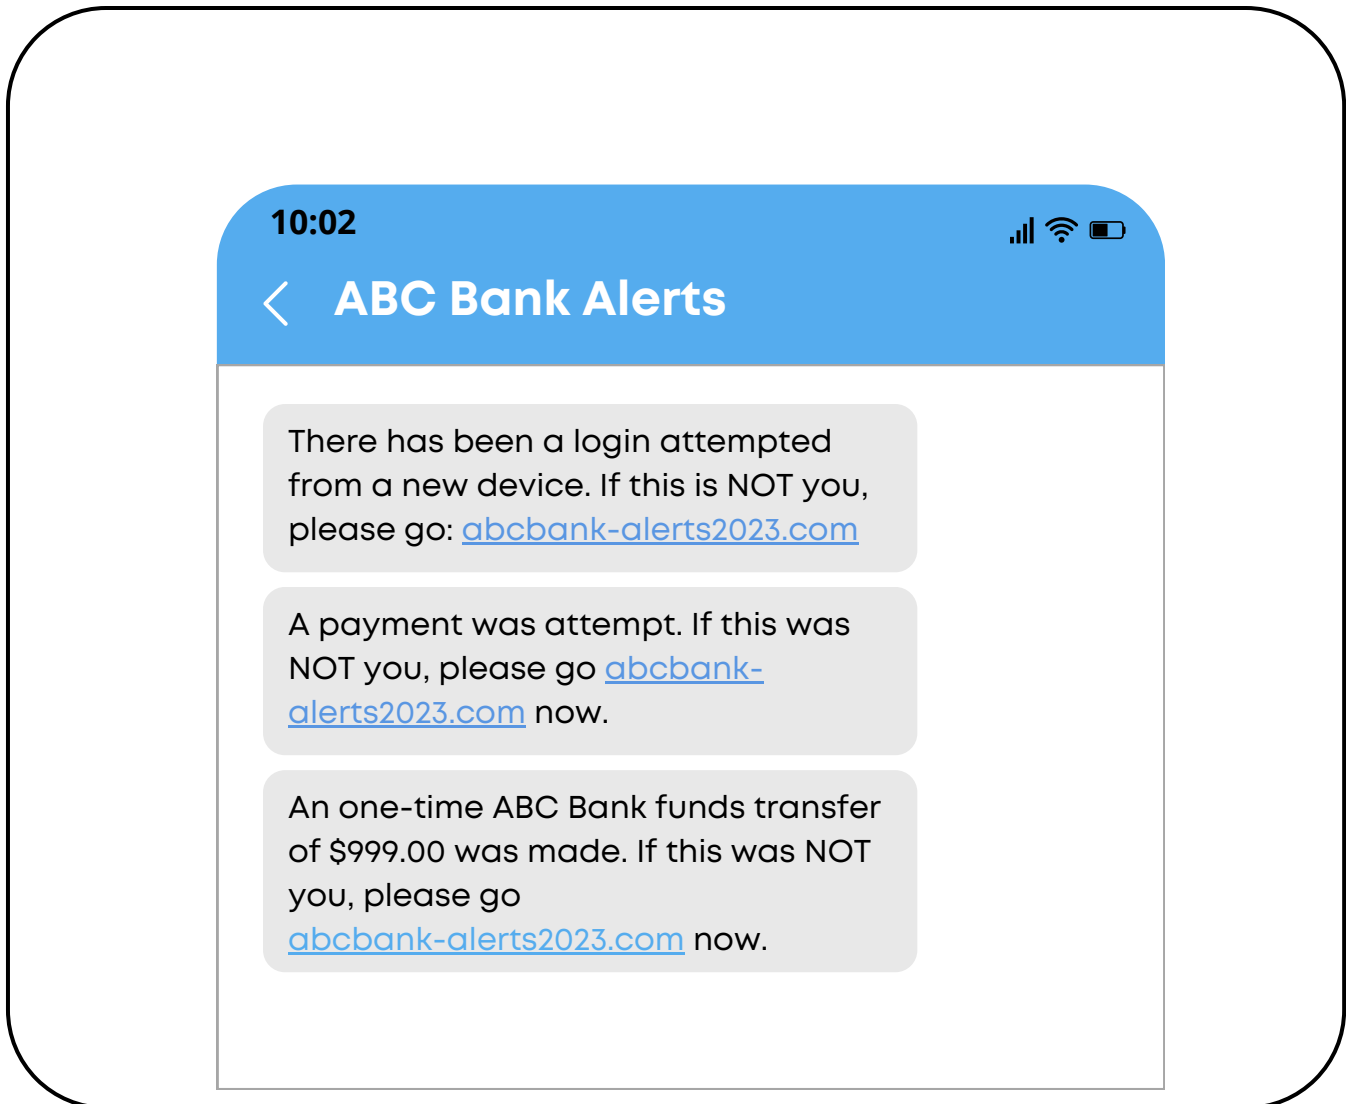 10:02
ABC Bank Alerts
There has been a login attempted
from a new device. If this is NOT you,
please go: abcbank-alerts2023.com
A payment was attempt. If this was
NOT you, please go abcbank-
alerts2023.com now.
An one-time ABC Bank funds transfer
of $999.00 was made. If this was NOT
you, please go
abcbank-alerts2023.com now.